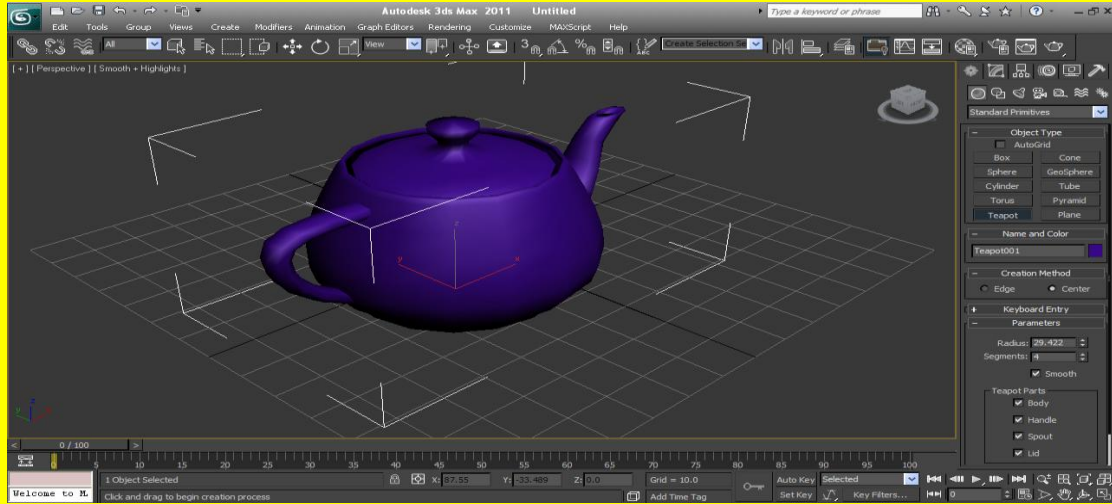 Autodesk 3ds Max 2011 Untitled
Type a keyword or phrase
Edit Tools Group Views Create Modifiers Animation Graph Editors Rendering Customize MAXScript Help
All
View
Create Selection Se
[ + ] [ Perspective ] [ Smooth + Highlights ]
Standard Primitives
Object Type
AutoGrid
Box Cone
Sphere GeoSphere
Cylinder Tube
Torus Pyramid
Teapot Plane
Name and Color
Teapot001
Creation Method
Edge Center
Keyboard Entry
Parameters
Radius: 29.422
Segments: 4
Smooth
Teapot Parts
Body
Handle
Spout
Lid
z
y x
z
y
0 / 100
0 5 10 15 20 25 30 35 40 45 50 55 60 65 70 75 80 85 90 95 100
1 Object Selected X: 87.55 Y: -33.489 Z: 0.0 Grid = 10.0 Auto Key Selected
Welcome to M Click and drag to begin creation process Add Time Tag Set Key Key Filters... 0